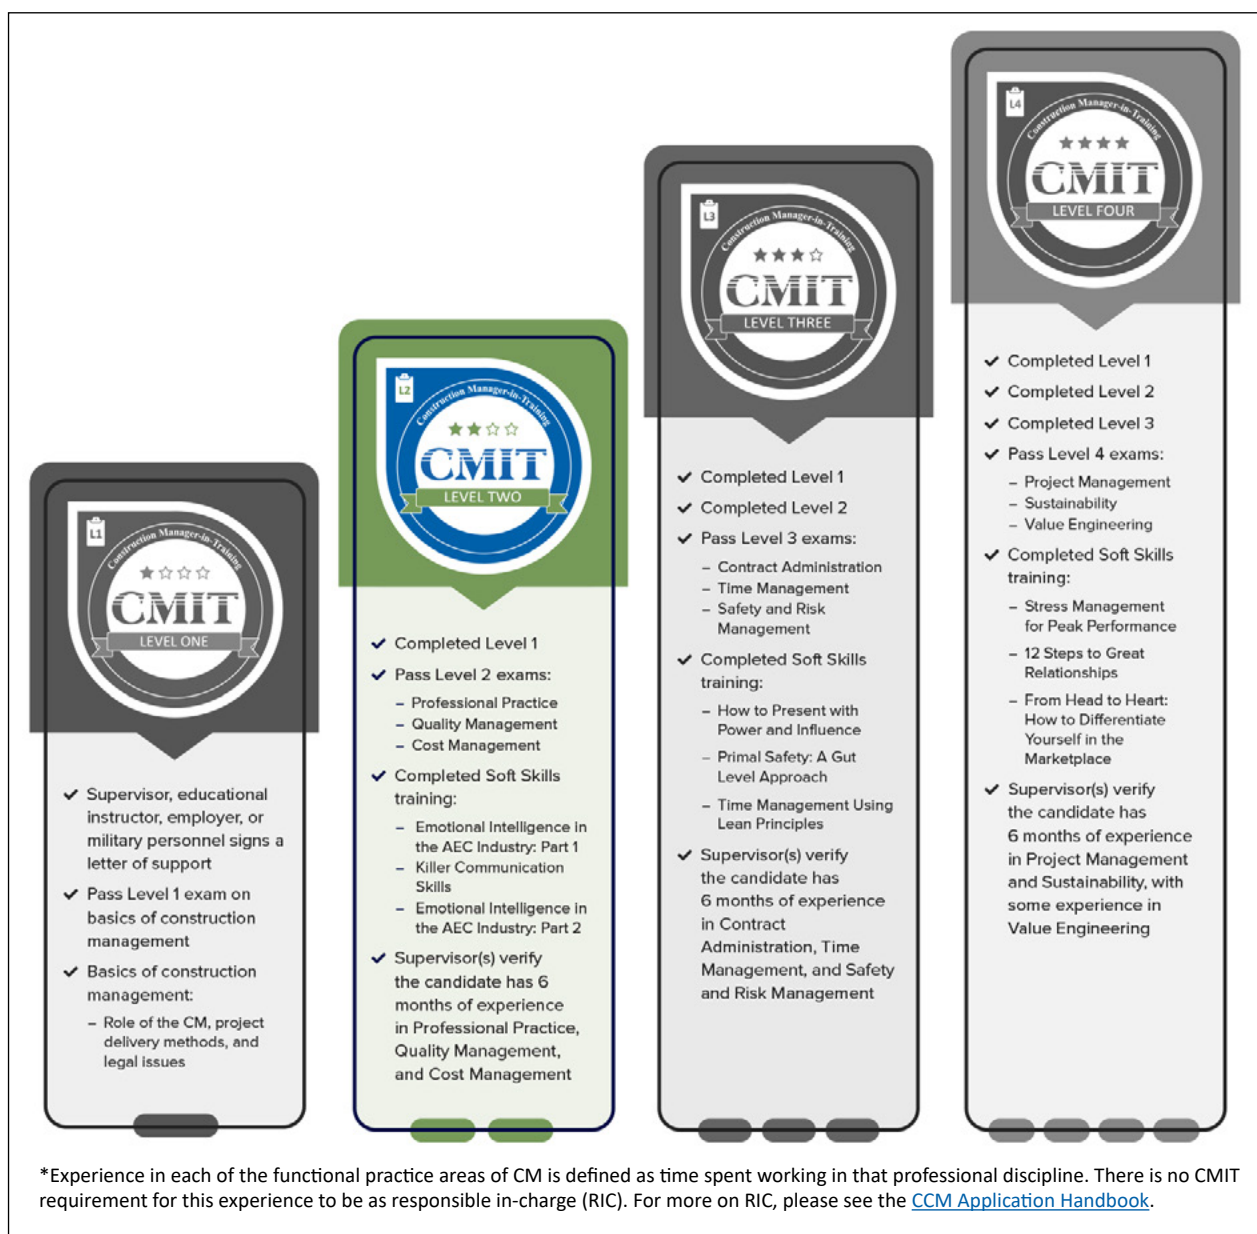 L1
Construction Manager-in-Training
CMIT
LEVEL ONE
Supervisor, educational
instructor, employer, or
military personnel signs a
letter of support
Pass Level 1 exam on
basics of construction
management
Basics of construction
management:
– Role of the CM, project
delivery methods, and
legal issues
L2
Construction Manager-in-Training
CMIT
LEVEL TWO
Completed Level 1
Pass Level 2 exams:
– Professional Practice
– Quality Management
– Cost Management
Completed Soft Skills
training:
– Emotional Intelligence in
the AEC Industry: Part 1
– Killer Communication
Skills
– Emotional Intelligence in
the AEC Industry: Part 2
Supervisor(s) verify
the candidate has 6
months of experience
in Professional Practice,
Quality Management,
and Cost Management
L3
Construction Manager-in-Training
CMIT
LEVEL THREE
Completed Level 1
Completed Level 2
Pass Level 3 exams:
– Contract Administration
– Time Management
– Safety and Risk
Management
Completed Soft Skills
training:
– How to Present with
Power and Influence
– Primal Safety: A Gut
Level Approach
– Time Management Using
Lean Principles
Supervisor(s) verify
the candidate has
6 months of experience
in Contract
Administration, Time
Management, and Safety
and Risk Management
L4
Construction Manager-in-Training
CMIT
LEVEL FOUR
Completed Level 1
Completed Level 2
Completed Level 3
Pass Level 4 exams:
– Project Management
– Sustainability
– Value Engineering
Completed Soft Skills
training:
– Stress Management
for Peak Performance
– 12 Steps to Great
Relationships
– From Head to Heart:
How to Differentiate
Yourself in the
Marketplace
Supervisor(s) verify
the candidate has
6 months of experience
in Project Management
and Sustainability, with
some experience in
Value Engineering
*Experience in each of the functional practice areas of CM is defined as time spent working in that professional discipline. There is no CMIT
requirement for this experience to be as responsible in-charge (RIC). For more on RIC, please see the CCM Application Handbook.